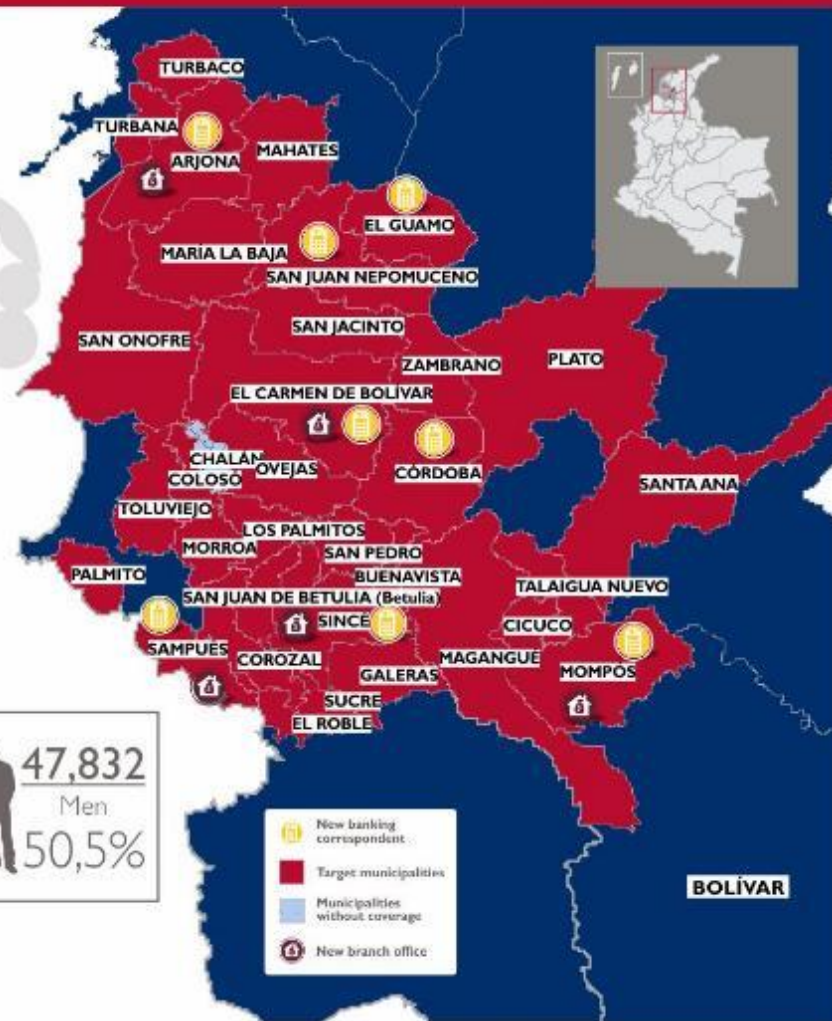 TURBACO
TURBANA
ARJONA
MAHATES
EL GUAMO
MARÍA LA BAJA
SAN JUAN NEPOMUCENO
SAN JACINTO
SAN ONOFRE
ZAMBRANO
PLATO
EL CARMEN DE BOLÍVAR
CHALÁN
OVEJAS
COLOSÓ
CÓRDOBA
SANTA ANA
TOLUVIEJO
LOS PALMITOS
MORROA
SAN PEDRO
PALMITO
BUENAVISTA
TALAIGUA NUEVO
SAN JUAN DE BETULIA (Betulia)
SINCÉ
CICUCO
SAMPUÉS
COROZAL
MAGANGUÉ
GALERAS
MOMPÓS
SUCRE
EL ROBLE
47,832
Men
50,5%
New banking
correspondent
Target municipalities
Municipalities
without coverage
New branch office
BOLÍVAR